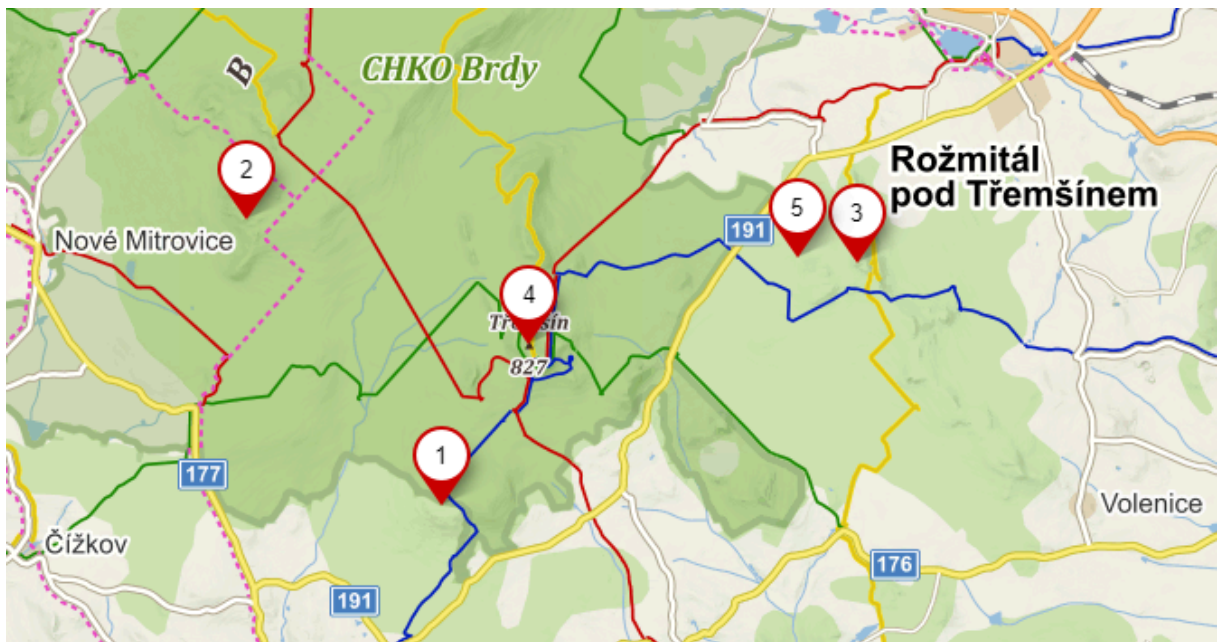 CHKO Brdy
B
2
Rožmitál
pod Třemšínem
5
3
191
Nové Mitrovice
4
Třemšín
827
1
177
Volenice
Čížkov
176
191